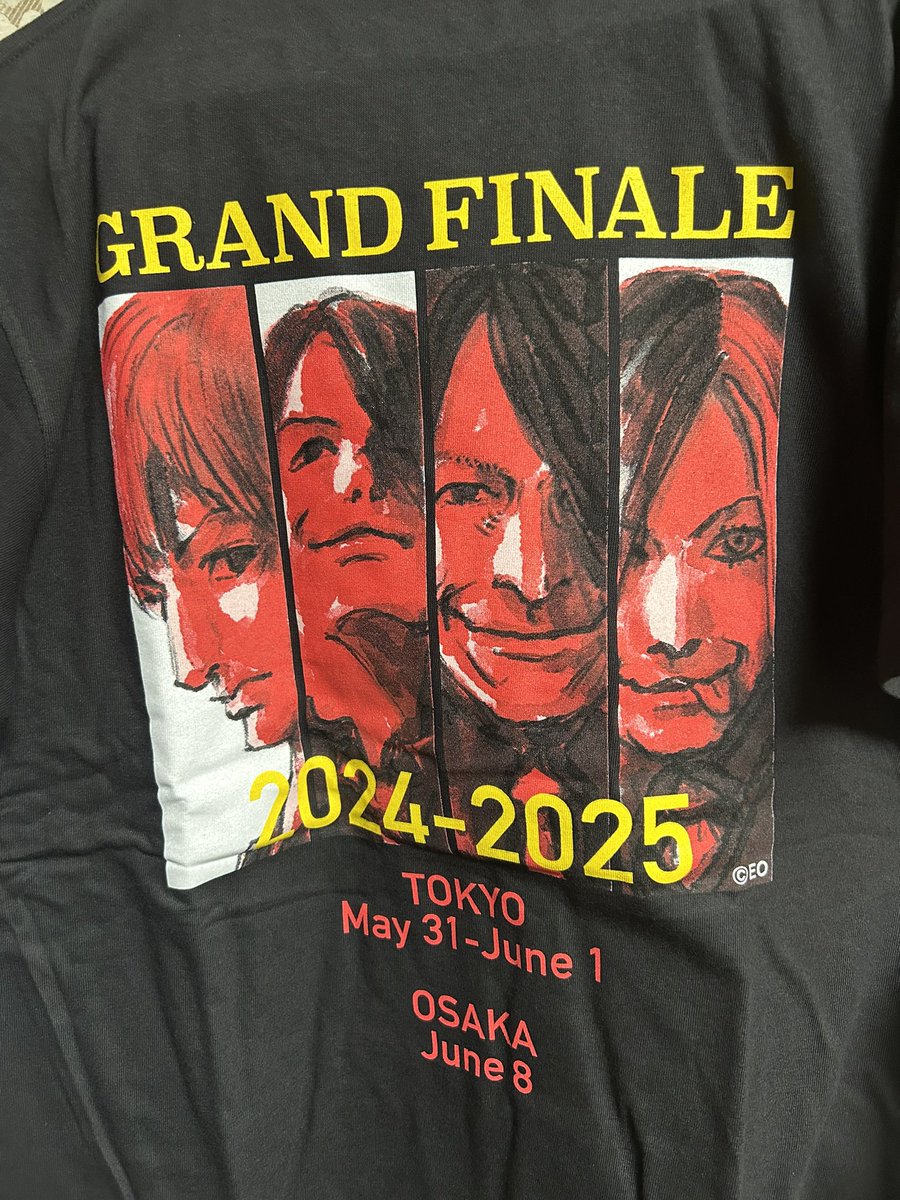 GRAND FINALE
2024-2025
©EO
TOKYO
May 31-June 1
OSAKA
June 8